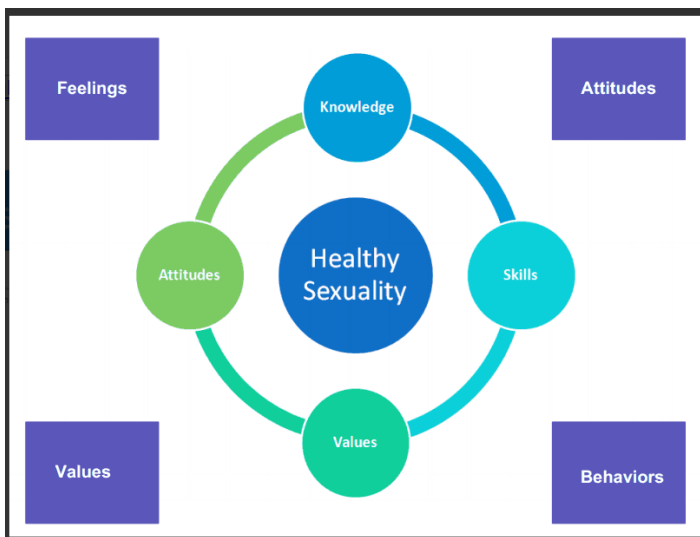 Feelings
Attitudes
Knowledge
Healthy
Sexuality
Attitudes
Skills
Values
Values
Behaviors